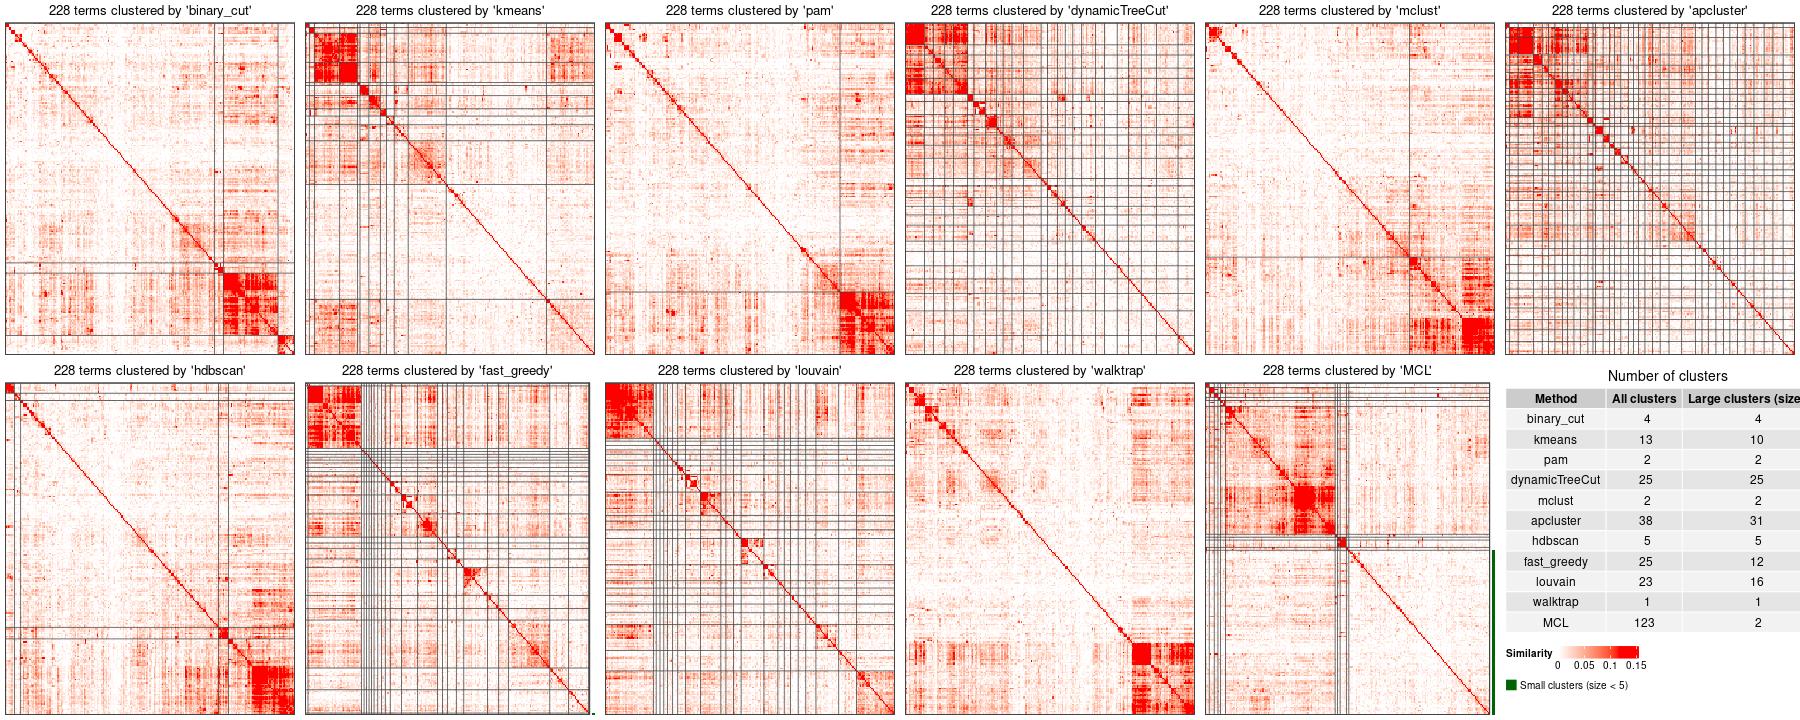 228 terms clustered by 'binary_cut'
228 terms clustered by 'kmeans'
228 terms clustered by 'pam'
228 terms clustered by 'dynamicTreeCut'
228 terms clustered by 'mclust'
228 terms clustered by 'apcluster'
228 terms clustered by 'hdbscan'
228 terms clustered by 'fast_greedy'
228 terms clustered by 'louvain'
228 terms clustered by 'walktrap'
228 terms clustered by 'MCL'
Number of clusters
Method All clusters Large clusters (size
binary_cut 4 4
kmeans 13 10
pam 2 2
dynamicTreeCut 25 25
mclust 2 2
apcluster 38 31
hdbscan 5 5
fast_greedy 25 12
louvain 23 16
walktrap 1 1
MCL 123 2
Similarity
0 0.05 0.1 0.15
Small clusters (size < 5)